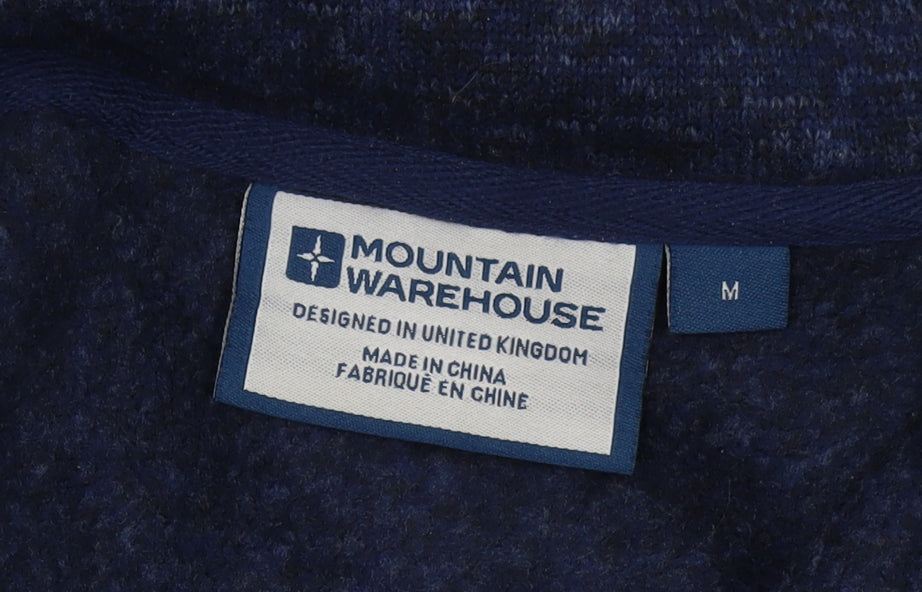 MOUNTAIN
WAREHOUSE
DESIGNED IN UNITED KINGDOM
MADE IN CHINA
FABRIQUÉ EN CHINE
M